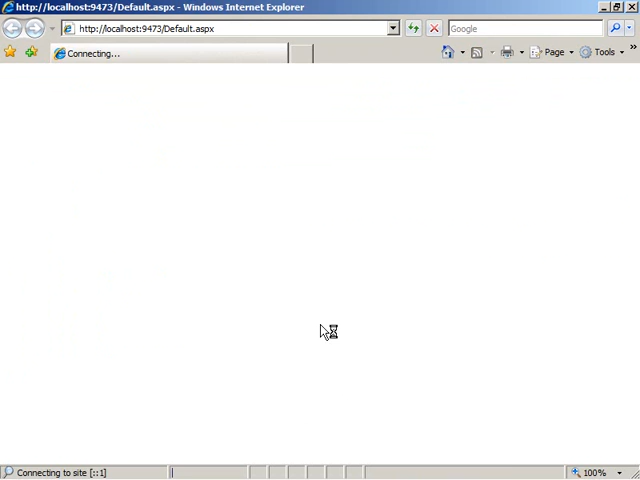 http://localhost:9473/Default.aspx - Windows Internet Explorer
http://localhost:9473/Default.aspx
Google
Connecting...
Page
Tools
Connecting to site [::1]
100%